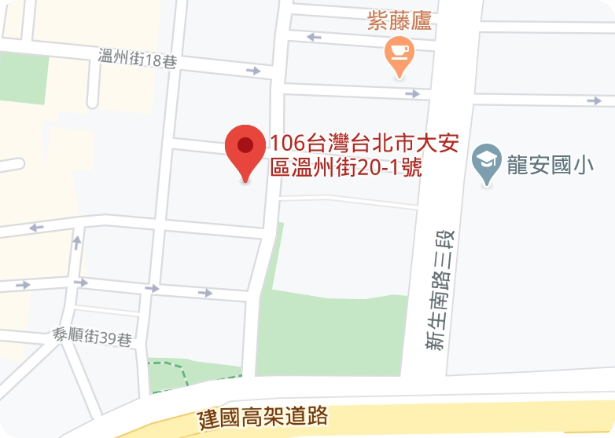 紫藤廬
溫州街18巷
106台灣台北市大安
區溫州街20-1號
龍安國小
新生南路三段
泰順街39巷
建國高架道路